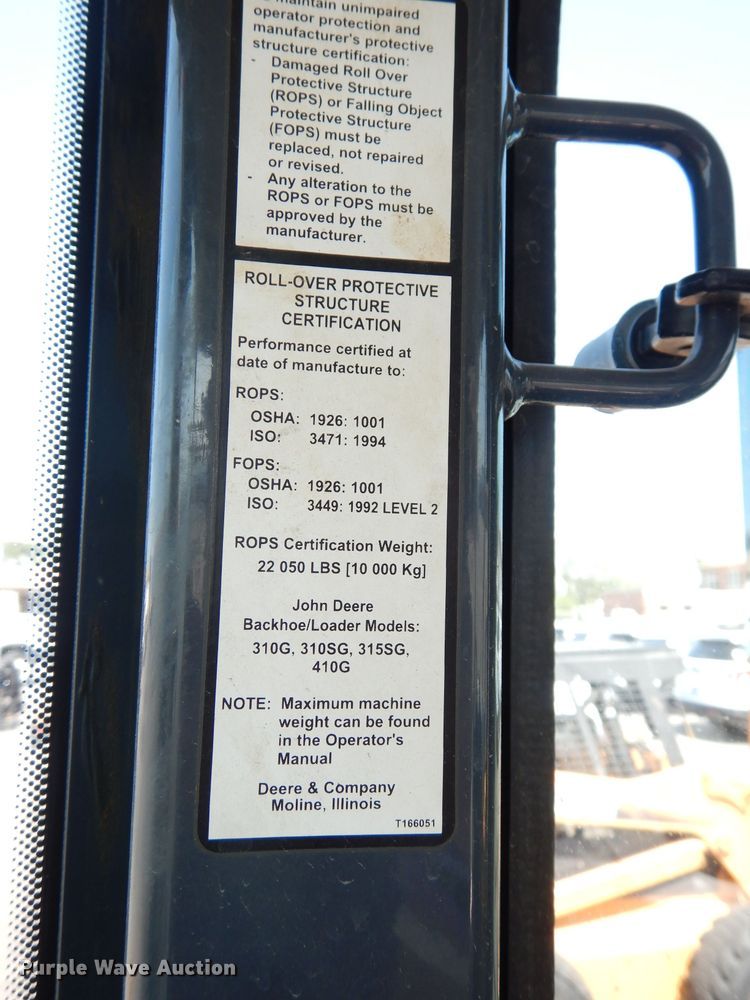 maintain unimpaired
operator protection and
manufacturer's protective
structure certification:
- Damaged Roll Over
Protective Structure
(ROPS) or Falling Object
Protective Structure
(FOPS) must be
replaced, not repaired
or revised.
- Any alteration to the
ROPS or FOPS must be
approved by the
manufacturer.
ROLL-OVER PROTECTIVE
STRUCTURE
CERTIFICATION
Performance certified at
date of manufacture to:
ROPS:
OSHA: 1926: 1001
ISO: 3471: 1994
FOPS:
OSHA: 1926: 1001
ISO: 3449: 1992 LEVEL 2
ROPS Certification Weight:
22 050 LBS [10 000 Kg]
John Deere
Backhoe/Loader Models:
310G, 310SG, 315SG,
410G
NOTE: Maximum machine
weight can be found
in the Operator's
Manual
Deere & Company
Moline, Illinois
T166051
Purple Wave Auction